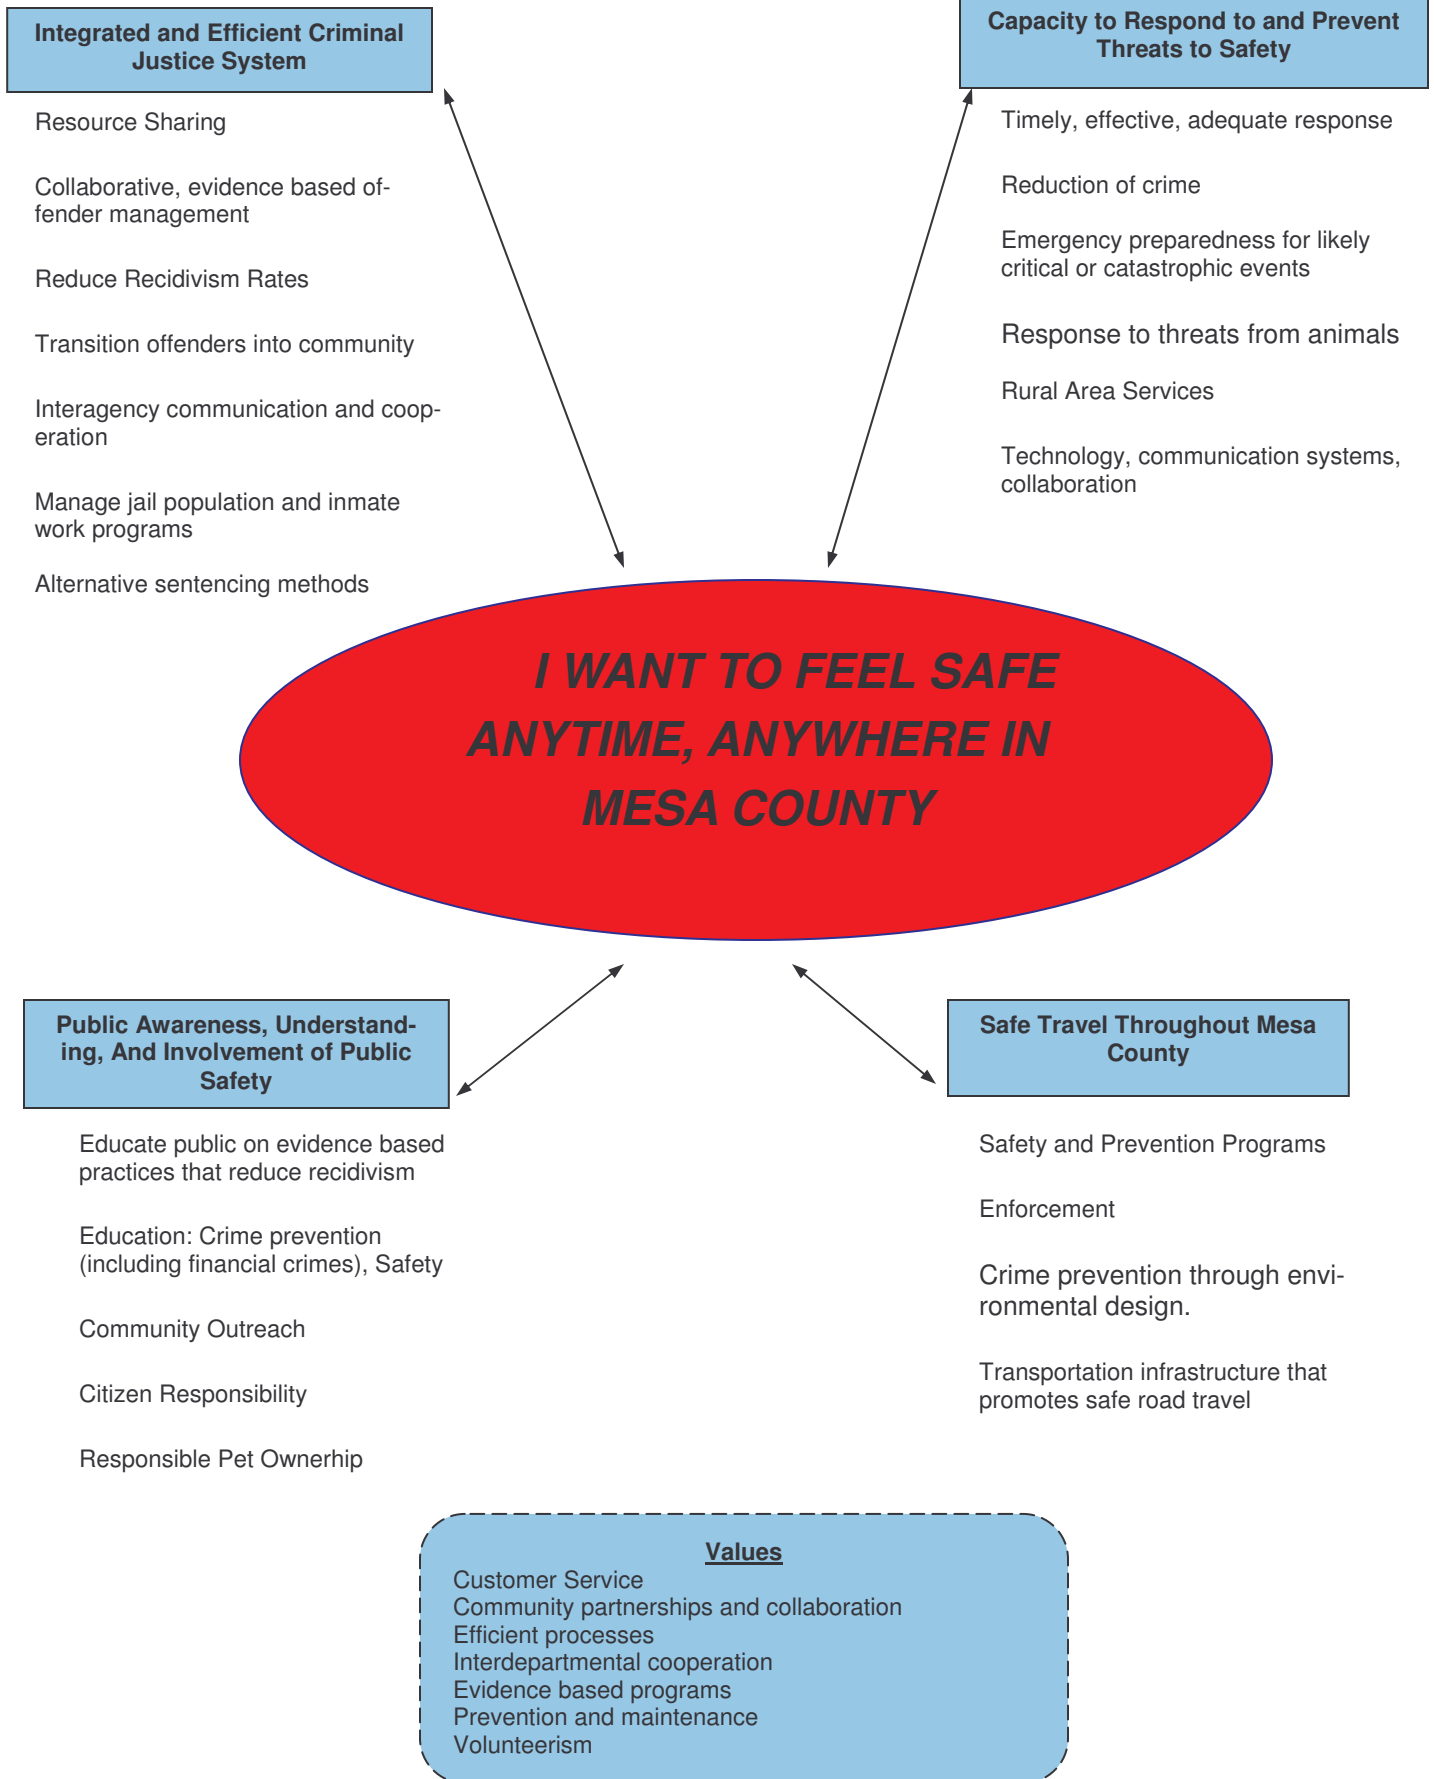 Integrated and Efficient Criminal
Justice System
Resource Sharing
Collaborative, evidence based of-
fender management
Reduce Recidivism Rates
Transition offenders into community
Interagency communication and coop-
eration
Manage jail population and inmate
work programs
Alternative sentencing methods
Capacity to Respond to and Prevent
Threats to Safety
Timely, effective, adequate response
Reduction of crime
Emergency preparedness for likely
critical or catastrophic events
Response to threats from animals
Rural Area Services
Technology, communication systems,
collaboration
I WANT TO FEEL SAFE
ANYTIME, ANYWHERE IN
MESA COUNTY
Public Awareness, Understand-
ing, And Involvement of Public
Safety
Educate public on evidence based
practices that reduce recidivism
Education: Crime prevention
(including financial crimes), Safety
Community Outreach
Citizen Responsibility
Responsible Pet Ownerhip
Safe Travel Throughout Mesa
County
Safety and Prevention Programs
Enforcement
Crime prevention through envi-
ronmental design.
Transportation infrastructure that
promotes safe road travel
Values
Customer Service
Community partnerships and collaboration
Efficient processes
Interdepartmental cooperation
Evidence based programs
Prevention and maintenance
Volunteerism